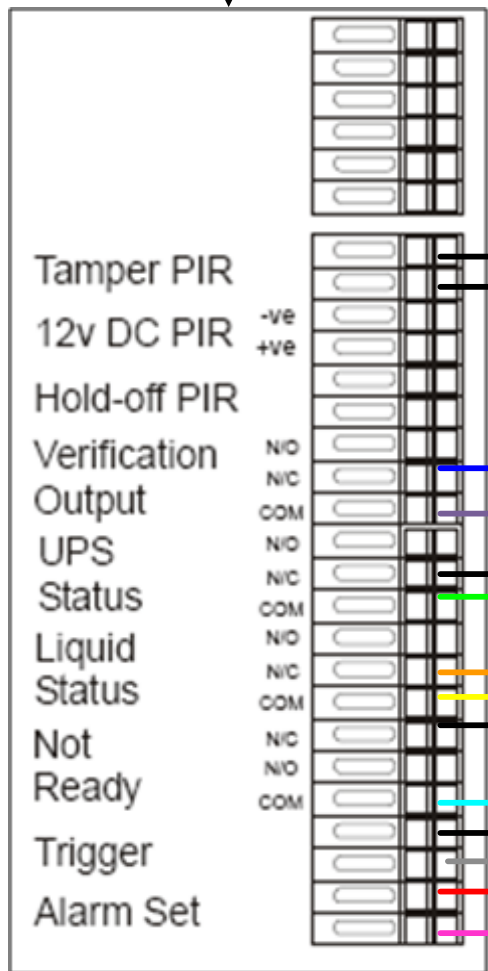 Tamper PIR
12v DC PIR -ve
+ve
Hold-off PIR
Verification N/O
N/C
Output COM
UPS N/O
N/C
Status COM
Liquid N/O
N/C
Status COM
Not N/C
N/O
Ready COM
Trigger
Alarm Set